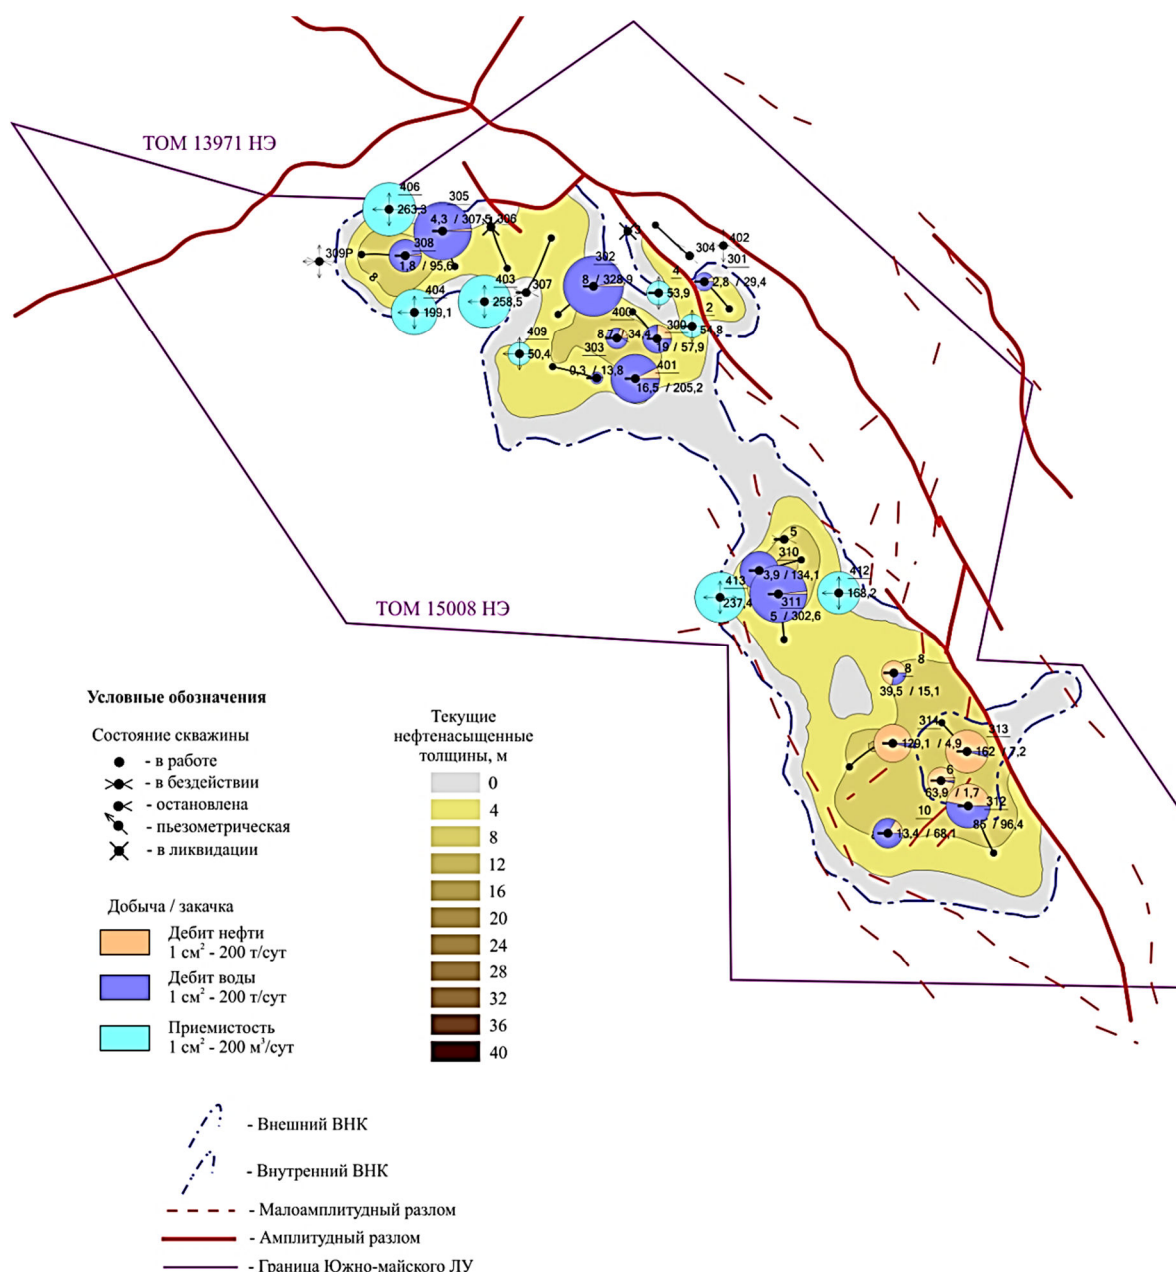 ТОМ 13971 НЭ
406
263,3
305
4,3 / 307,5
306
308
1,8 / 95,6
309Р
8
404
199,1
403
258,5
307
302
8 / 328,9
3
304
402
301
2,8 / 29,4
4
53,9
2
54,8
400
8,7 / 34,4
300
19 / 57,9
409
50,4
303
0,3 / 13,8
401
16,5 / 205,2
5
310
3,9 / 134,1
413
237,4
311
5 / 302,6
412
168,2
ТОМ 15008 НЭ
8
8
39,5 / 15,1
314
129,1 / 4,9
313
162 / 7,2
6
63,9 / 1,7
312
85 / 96,4
10
13,4 / 68,1
Условные обозначения
Состояние скважины
- в работе
- в бездействии
- остановлена
- пьезометрическая
- в ликвидации
Добыча / закачка
Дебит нефти
1 см² - 200 т/сут
Дебит воды
1 см² - 200 т/сут
Приемистость
1 см² - 200 м³/сут
Текущие
нефтенасыщенные
толщины, м
0
4
8
12
16
20
24
28
32
36
40
- Внешний ВНК
- Внутренний ВНК
- Малоамплитудный разлом
- Амплитудный разлом
- Граница Южно-майского ЛУ